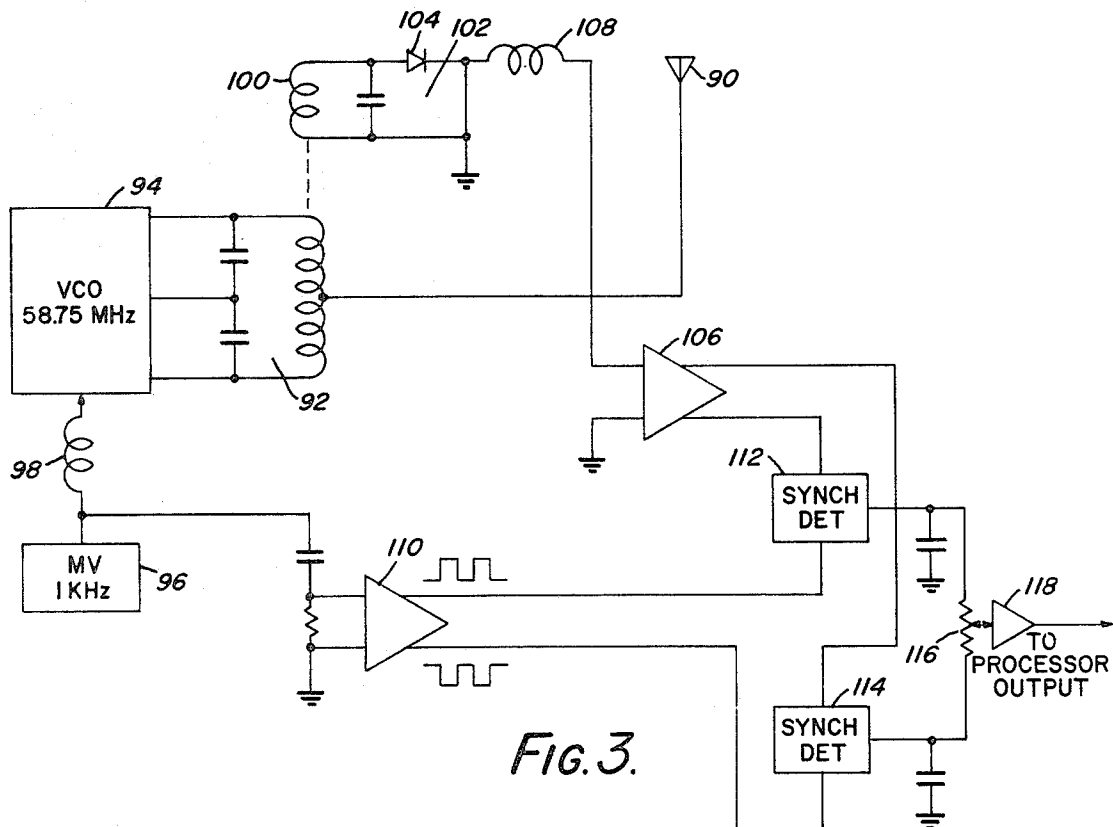 104
102
108
100
90
94
VCO
58.75 MHz
92
106
98
112
SYNCH
DET
110
MV
1 KHz
96
118
116
TO
PROCESSOR
OUTPUT
114
SYNCH
DET
FIG. 3.